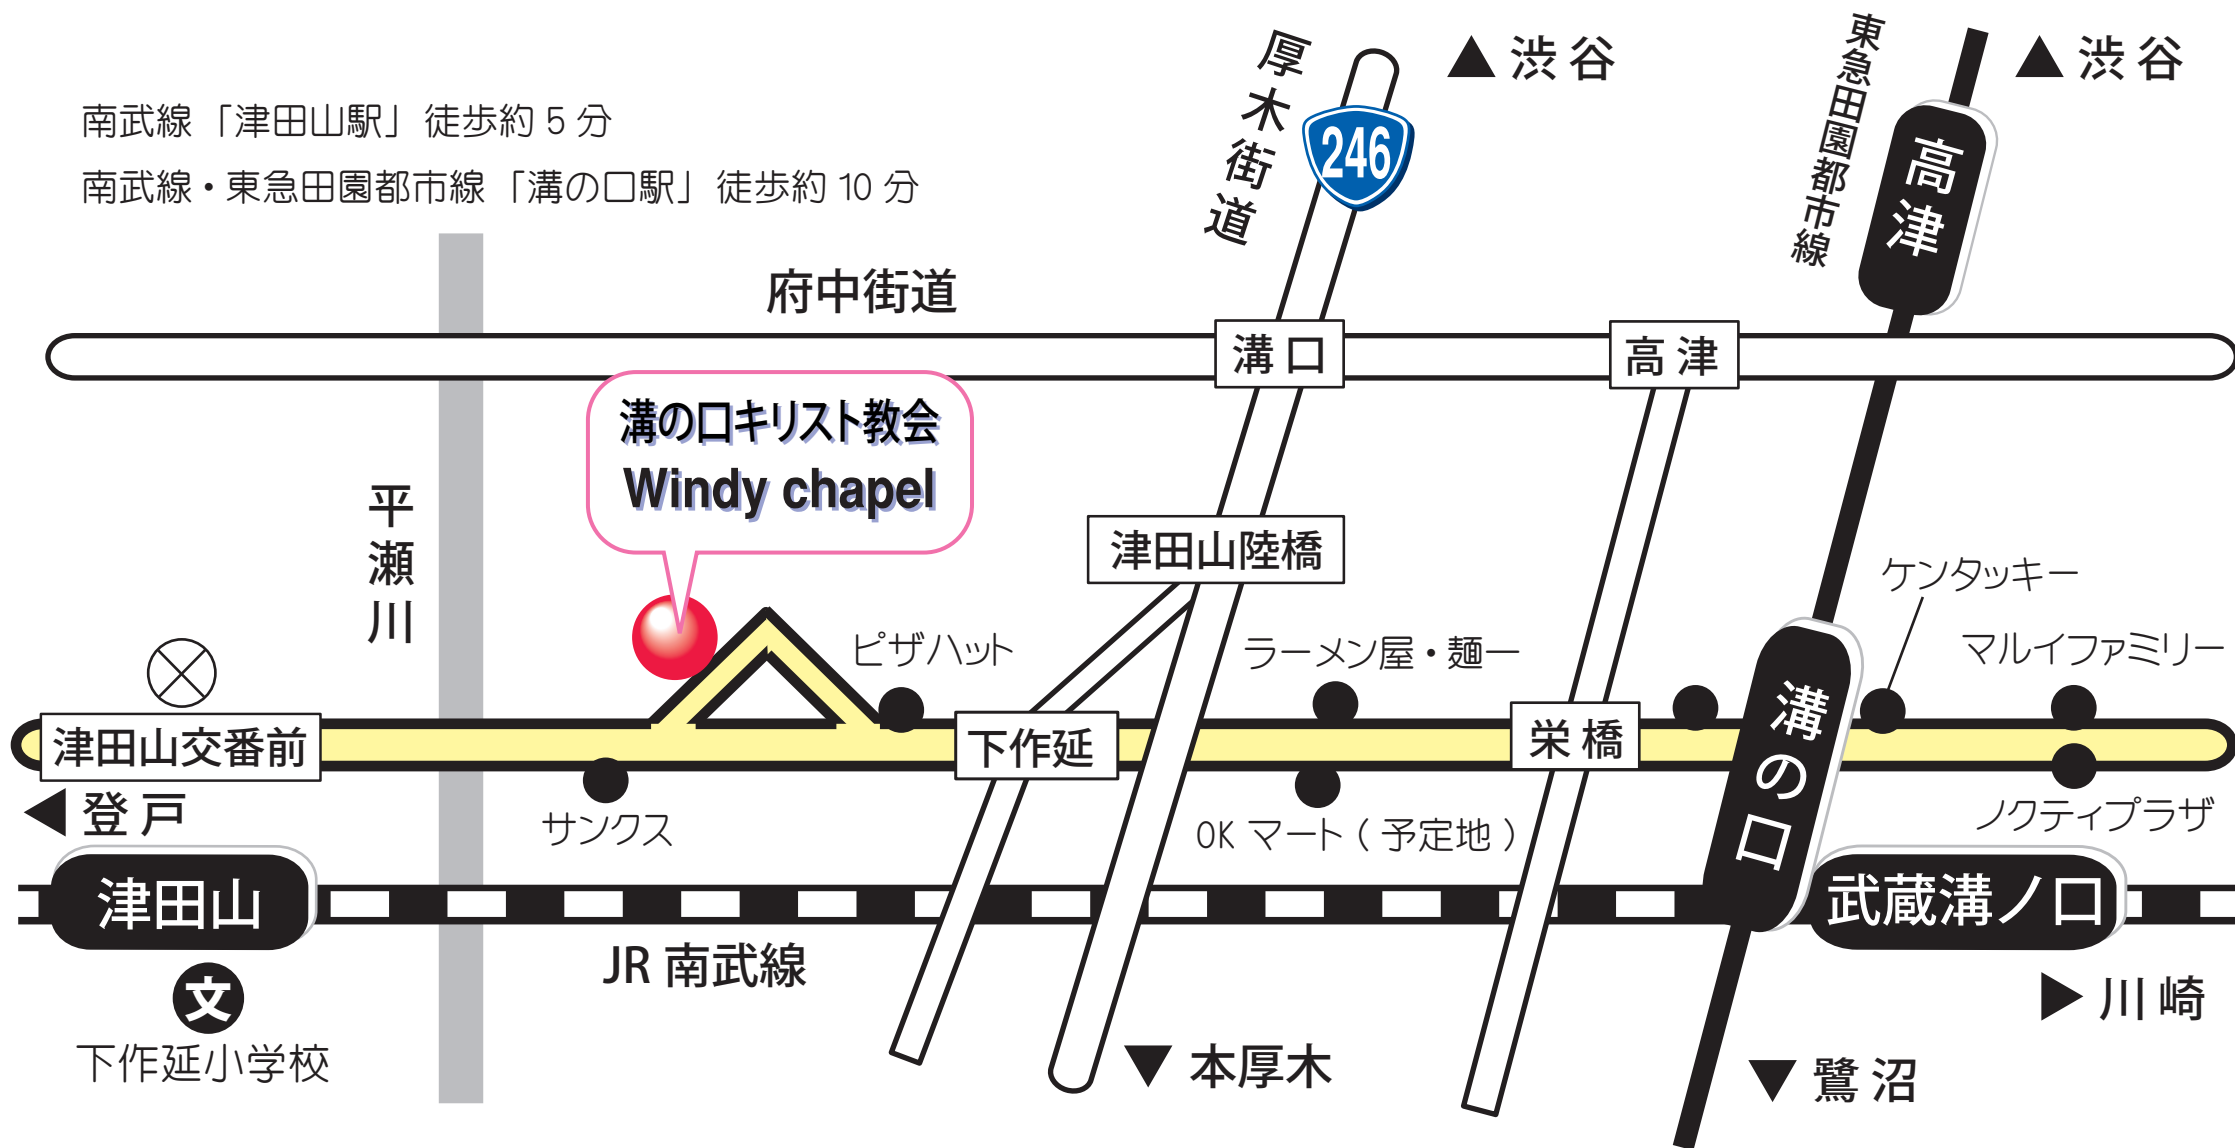 南武線「津田山駅」徒歩約 5 分
南武線・東急田園都市線「溝の口駅」徒歩約 10 分
厚木街道
246
▲ 渋谷
東急田園都市線
▲ 渋谷
高津
府中街道
溝口
高津
溝の口キリスト教会
Windy chapel
平瀬川
津田山陸橋
ケンタッキー
ピザハット
ラーメン屋・麺一
マルイファミリー
津田山交番前
下作延
栄橋
溝の口
◀ 登戸
サンクス
OK マート ( 予定地 )
ノクティプラザ
津田山
武蔵溝ノ口
JR 南武線
文
下作延小学校
▶ 川崎
▼ 本厚木
▼ 鷺沼